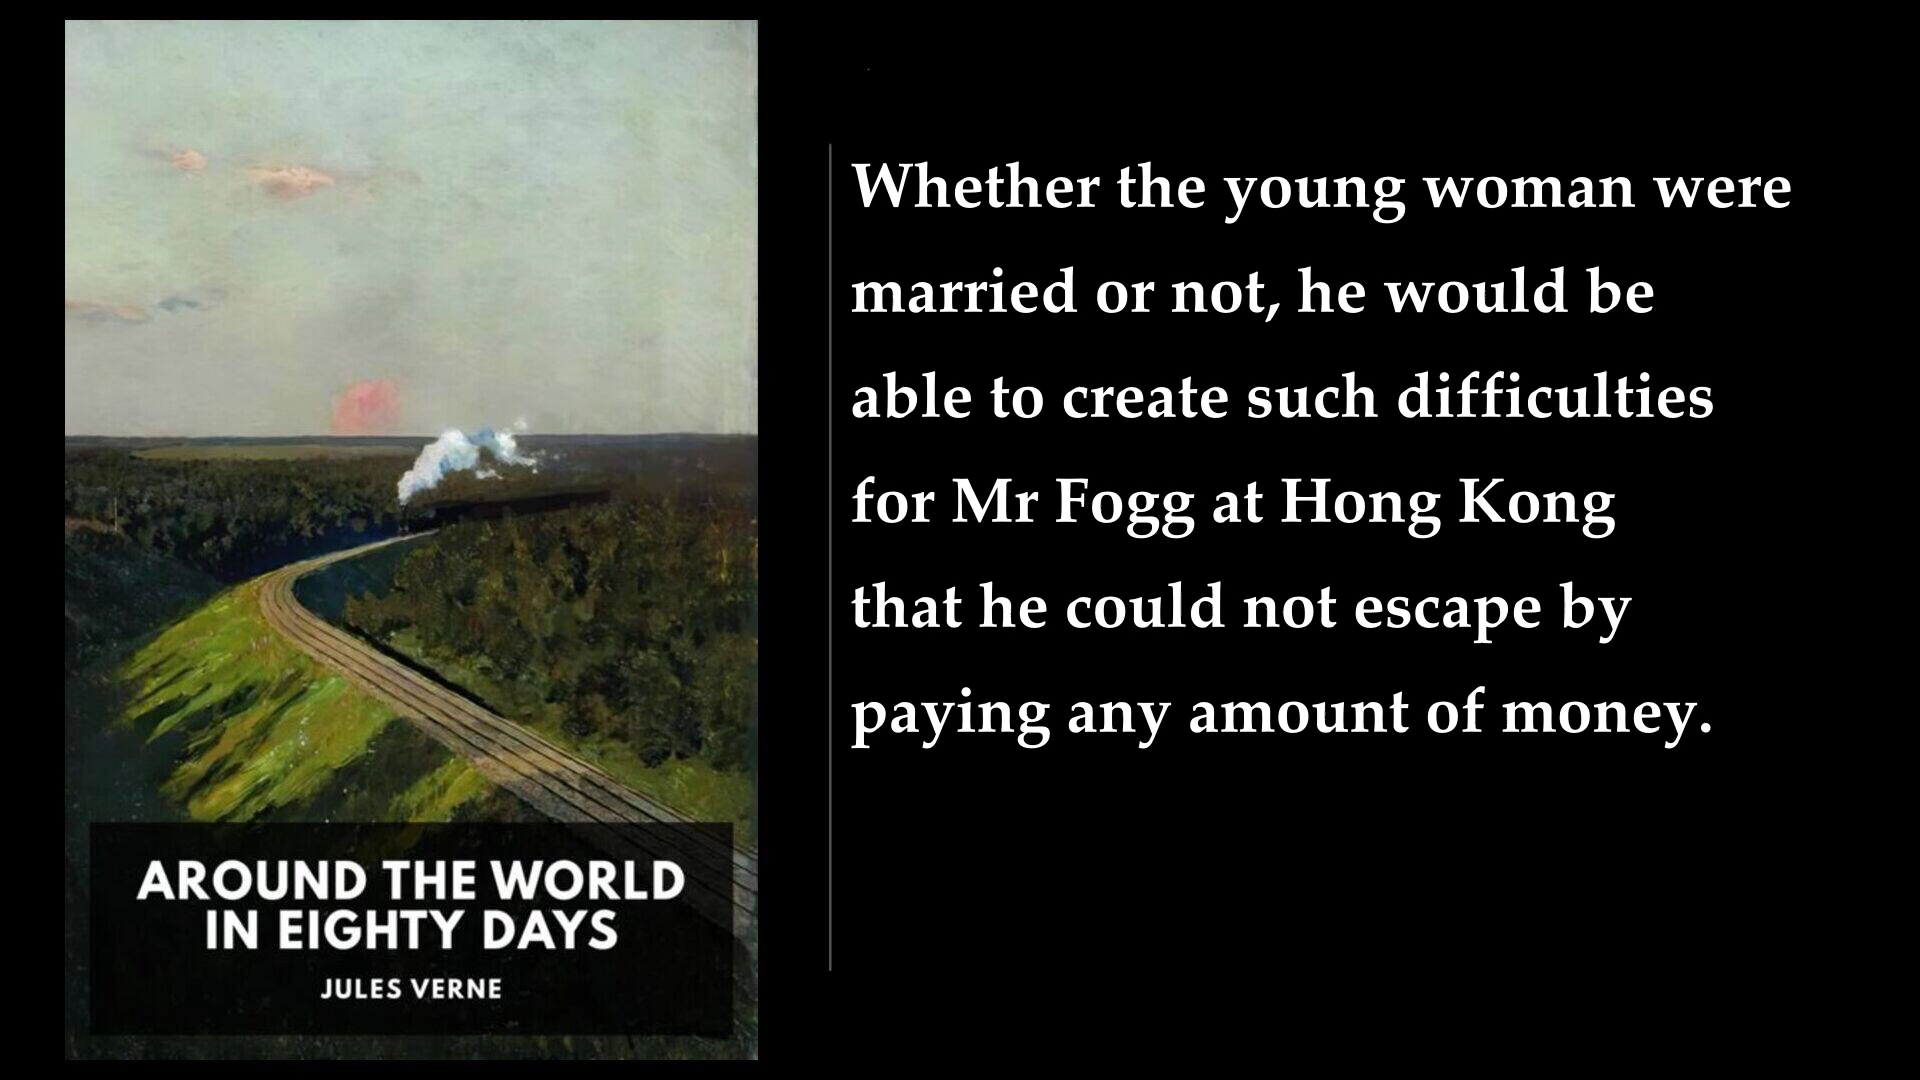 Whether the young woman were
married or not, he would be
able to create such difficulties
for Mr Fogg at Hong Kong
that he could not escape by
paying any amount of money.
AROUND THE WORLD
IN EIGHTY DAYS
JULES VERNE